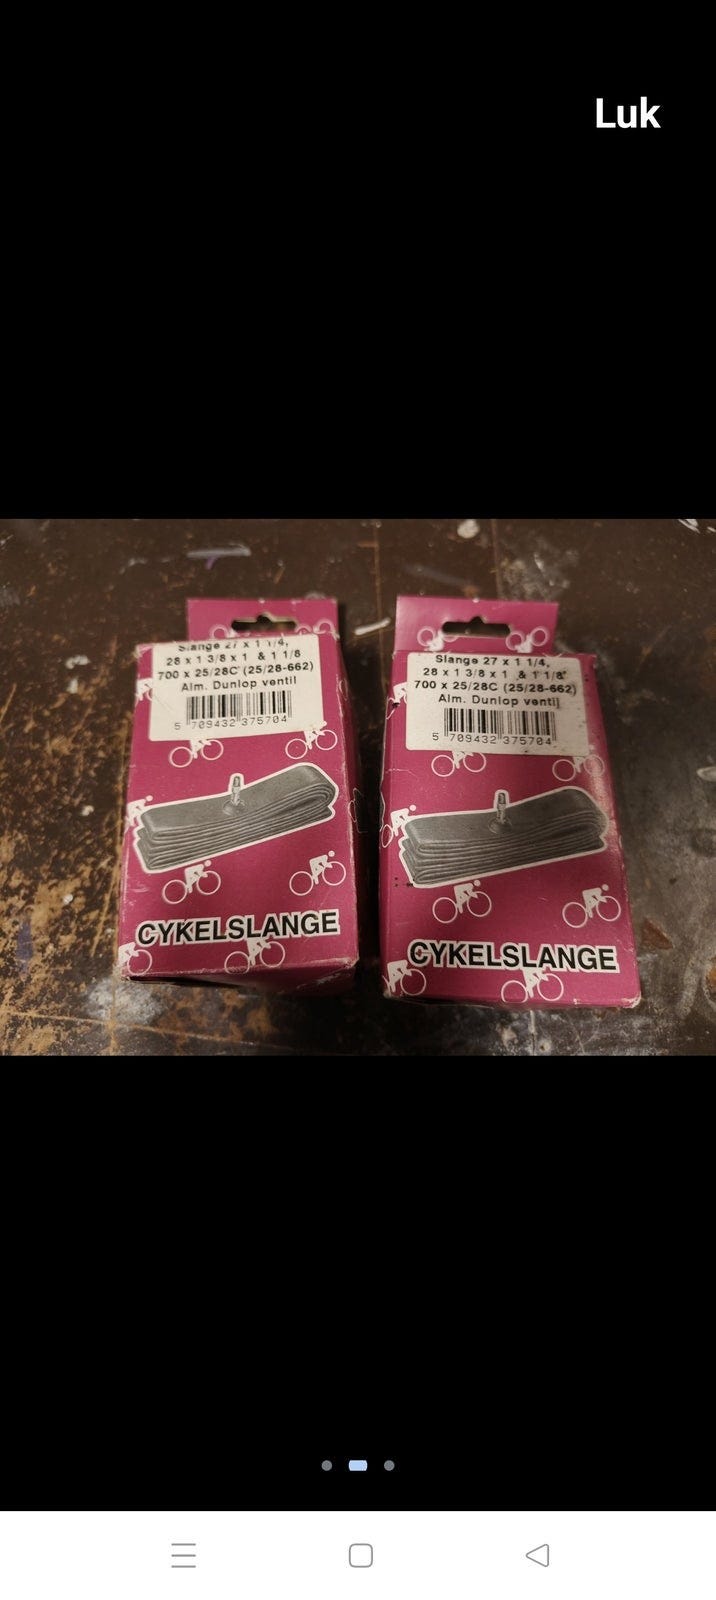 Luk
Slange 27 x 1 1/4,
28 x 1 3/8 x 1 & 1 1/8
700 x 25/28C (25/28-662)
Alm. Dunlop ventil
5 709432 375704
CYKELSLANGE
Slange 27 x 1 1/4,
28 x 1 3/8 x 1 & 1 1/8"
700 x 25/28C (25/28-662)
Alm. Dunlop ventil
5 709432 375704
CYKELSLANGE